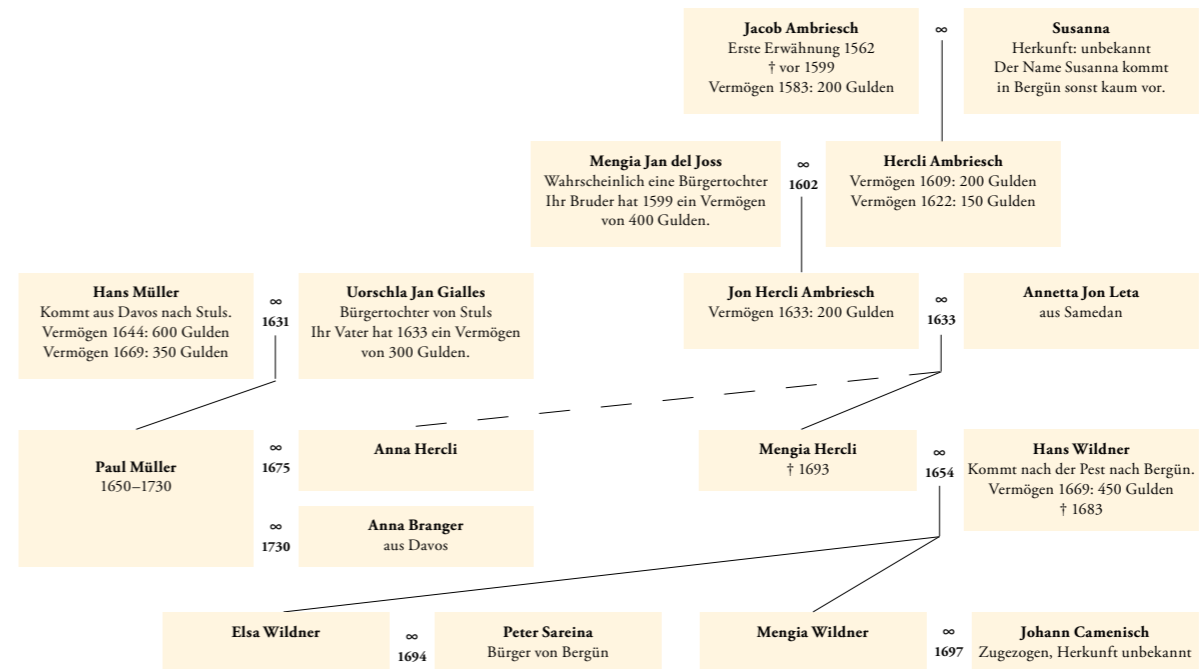 Jacob Ambriesch
Erste Erwähnung 1562
† vor 1599
Vermögen 1583: 200 Gulden
∞
Susanna
Herkunft: unbekannt
Der Name Susanna kommt
in Bergün sonst kaum vor.
Mengia Jan del Joss
Wahrscheinlich eine Bürgertochter
Ihr Bruder hat 1599 ein Vermögen
von 400 Gulden.
∞
1602
Hercli Ambriesch
Vermögen 1609: 200 Gulden
Vermögen 1622: 150 Gulden
Hans Müller
Kommt aus Davos nach Stuls.
Vermögen 1644: 600 Gulden
Vermögen 1669: 350 Gulden
∞
1631
Uorschla Jan Gialles
Bürgertochter von Stuls
Ihr Vater hat 1633 ein Vermögen
von 300 Gulden.
Jon Hercli Ambriesch
Vermögen 1633: 200 Gulden
∞
1633
Annetta Jon Leta
aus Samedan
Paul Müller
1650–1730
∞
1675
Anna Hercli
∞
1730
Anna Branger
aus Davos
Mengia Hercli
† 1693
∞
1654
Hans Wildner
Kommt nach der Pest nach Bergün.
Vermögen 1669: 450 Gulden
† 1683
Elsa Wildner
∞
1694
Peter Sareina
Bürger von Bergün
Mengia Wildner
∞
1697
Johann Camenisch
Zugezogen, Herkunft unbekannt